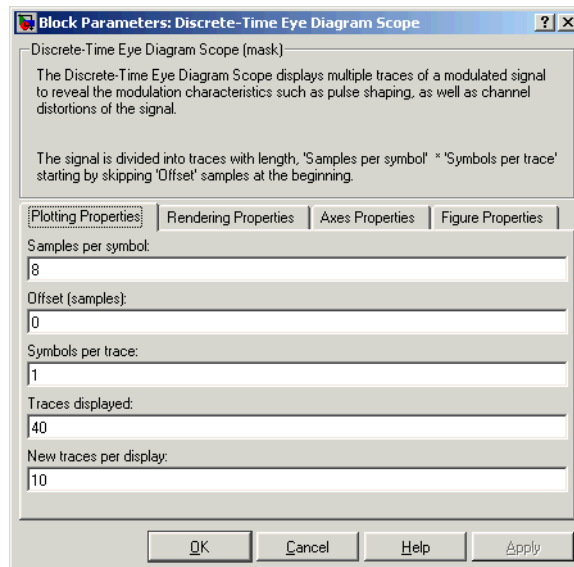 Block Parameters: Discrete-Time Eye Diagram Scope
Discrete-Time Eye Diagram Scope (mask)
The Discrete-Time Eye Diagram Scope displays multiple traces of a modulated signal
to reveal the modulation characteristics such as pulse shaping, as well as channel
distortions of the signal.
The signal is divided into traces with length, 'Samples per symbol' * 'Symbols per trace'
starting by skipping 'Offset' samples at the beginning.
Plotting Properties Rendering Properties Axes Properties Figure Properties
Samples per symbol:
8
Offset (samples):
0
Symbols per trace:
1
Traces displayed:
40
New traces per display:
10
OK Cancel Help Apply